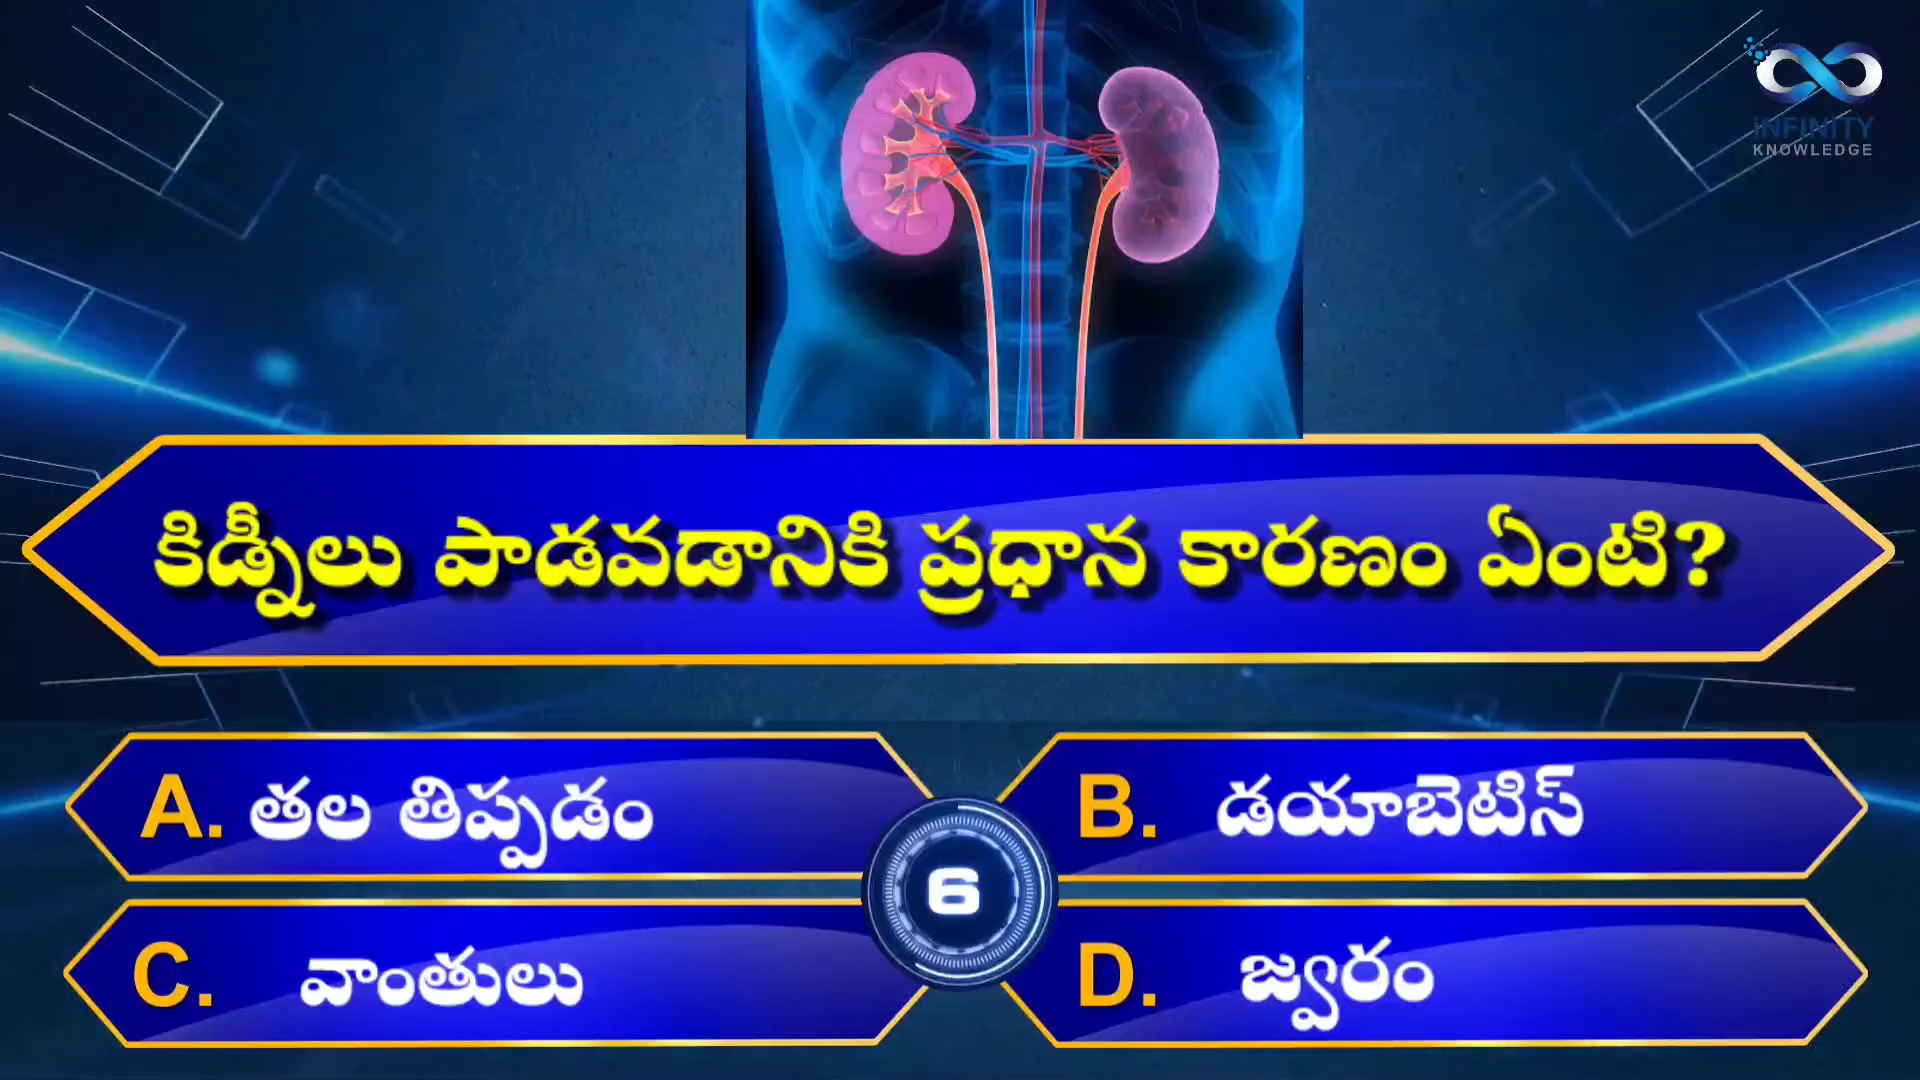 INFINITY
KNOWLEDGE
కిడ్నీలు పాడవడానికి ప్రధాన కారణం ఏంటి?
A. తల తిప్పడం
B. డయాబెటిస్
6
C. వాంతులు
D. జ్వరం